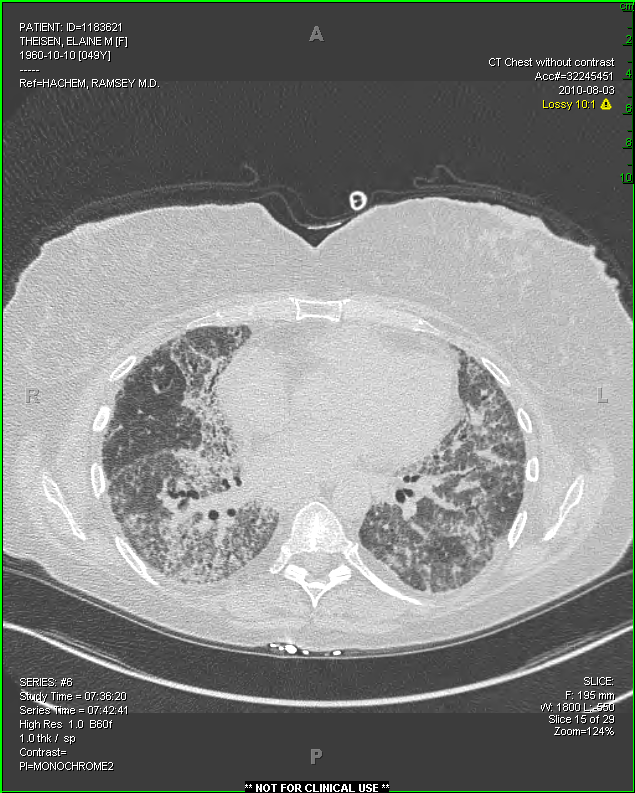 PATIENT: ID=1183621
THEISEN, ELAINE M [F]
1960-10-10 [049Y]
-----
Ref=HACHEM, RAMSEY M.D.
A
cm
2
4
6
8
10
CT Chest without contrast
Acc#=32245451
2010-08-03
Lossy 10:1
R
L
SERIES: #6
Study Time = 07:36:20
Series Time = 07:42:41
High Res 1.0 B60f
1.0 thk / sp
Contrast=
PI=MONOCHROME2
P
SLICE:
F: 195 mm
W: 1800 L: -550
Slice 15 of 29
Zoom=124%
** NOT FOR CLINICAL USE **